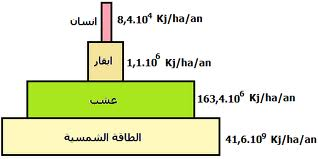 انسان 8,4.10⁴ Kj/ha/an
ابقار 1,1.10⁶ Kj/ha/an
عشب 163,4.10⁶ Kj/ha/an
الطاقة الشمسية 41,6.10⁹ Kj/ha/an